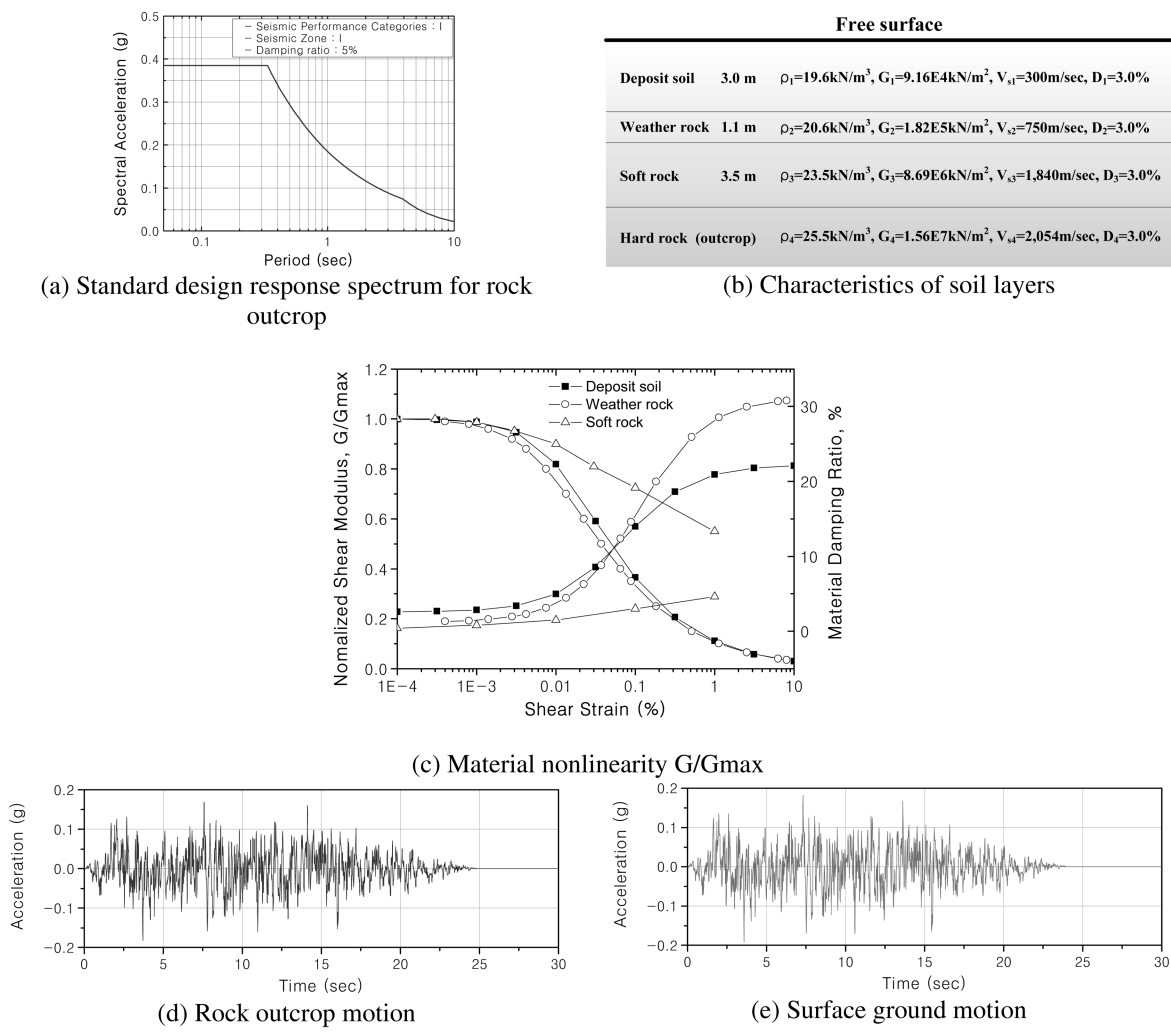 0.5
0.4
0.3
0.2
0.1
0.0
Spectral Acceleration (g)
– Seismic Performance Categories : I
– Seismic Zone : I
– Damping ratio : 5%
0.1 1 10
Period (sec)
(a) Standard design response spectrum for rock
outcrop
Free surface
Deposit soil 3.0 m ρ₁=19.6kN/m³, G₁=9.16E4kN/m², Vₛ₁=300m/sec, D₁=3.0%
Weather rock 1.1 m ρ₂=20.6kN/m³, G₂=1.82E5kN/m², Vₛ₂=750m/sec, D₂=3.0%
Soft rock 3.5 m ρ₃=23.5kN/m³, G₃=8.69E6kN/m², Vₛ₃=1,840m/sec, D₃=3.0%
Hard rock (outcrop) ρ₄=25.5kN/m³, G₄=1.56E7kN/m², Vₛ₄=2,054m/sec, D₄=3.0%
(b) Characteristics of soil layers
1.2
1.0
0.8
0.6
0.4
0.2
0.0
Nomalized Shear Modulus, G/Gmax
Deposit soil
Weather rock
Soft rock
30
20
10
0
Material Damping Ratio, %
1E-4 1E-3 0.01 0.1 1 10
Shear Strain (%)
(c) Material nonlinearity G/Gmax
0.2
0.1
0.0
−0.1
−0.2
Acceleration (g)
0 5 10 15 20 25 30
Time (sec)
(d) Rock outcrop motion
0.2
0.1
0.0
−0.1
−0.2
Acceleration (g)
0 5 10 15 20 25 30
Time (sec)
(e) Surface ground motion